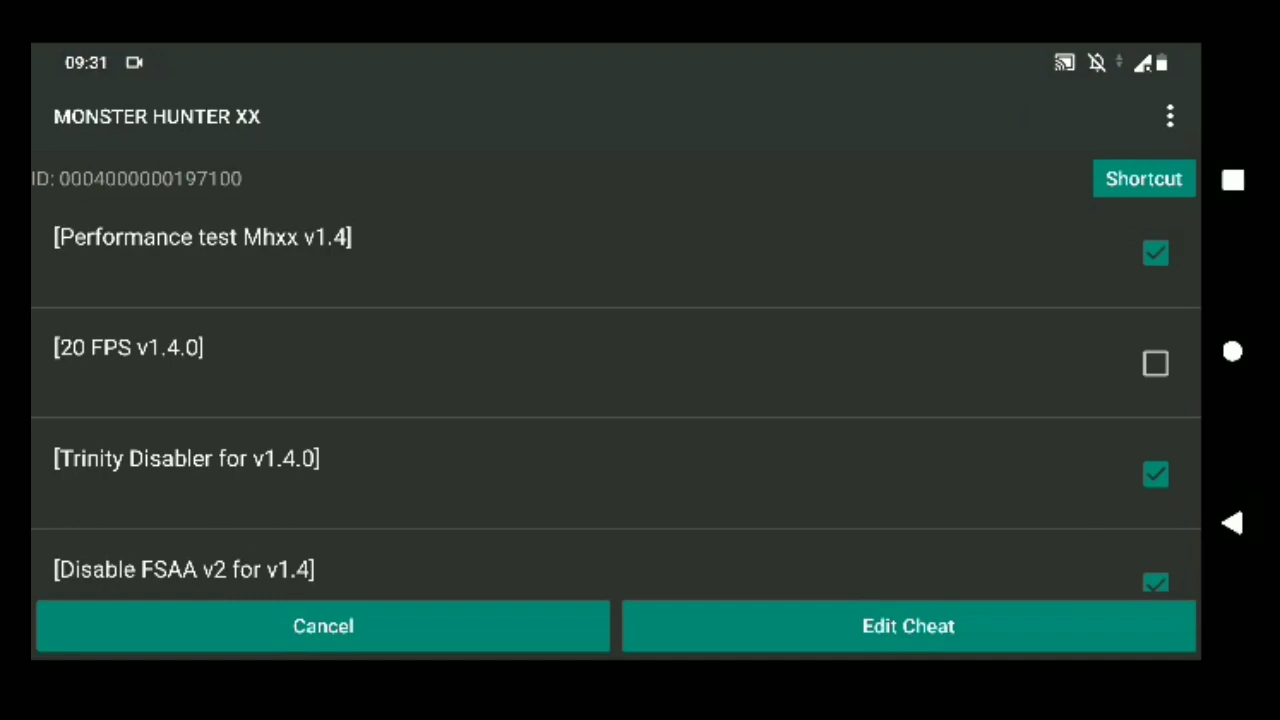 09:31
MONSTER HUNTER XX
ID: 0004000000197100
Shortcut
[Performance test Mhxx v1.4]
[20 FPS v1.4.0]
[Trinity Disabler for v1.4.0]
[Disable FSAA v2 for v1.4]
Cancel
Edit Cheat